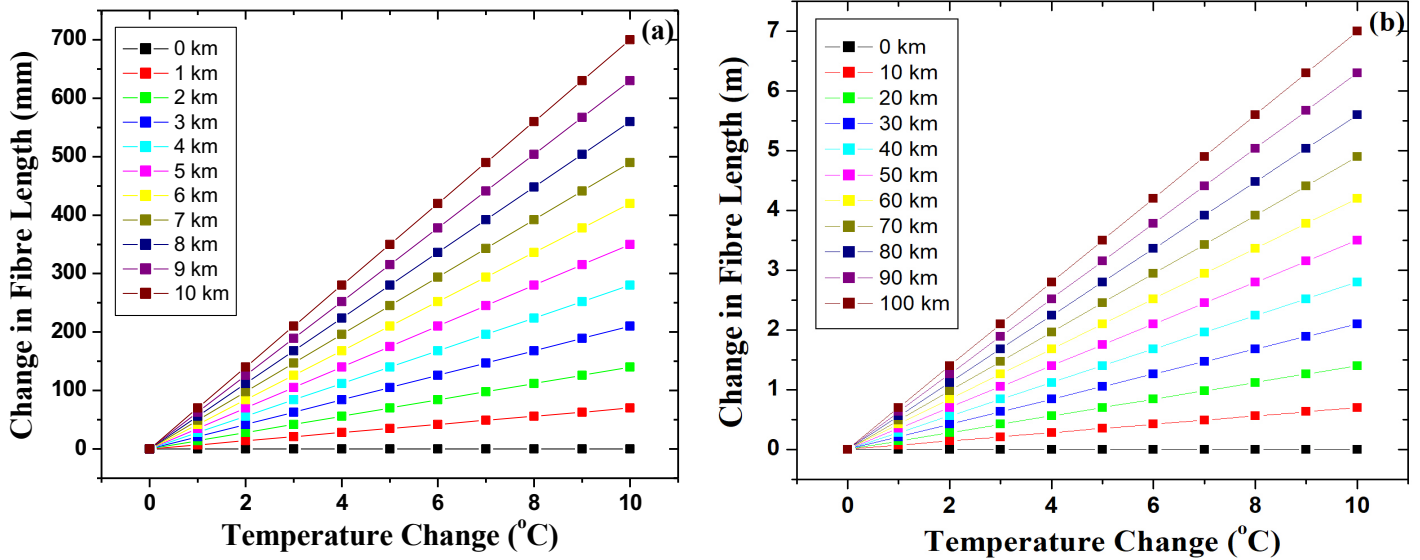 (a)
700
600
500
400
300
200
100
0
Change in Fibre Length (mm)
0 km
1 km
2 km
3 km
4 km
5 km
6 km
7 km
8 km
9 km
10 km
0 2 4 6 8 10
Temperature Change (°C)
(b)
7
6
5
4
3
2
1
0
Change in Fibre Length (m)
0 km
10 km
20 km
30 km
40 km
50 km
60 km
70 km
80 km
90 km
100 km
0 2 4 6 8 10
Temperature Change (°C)